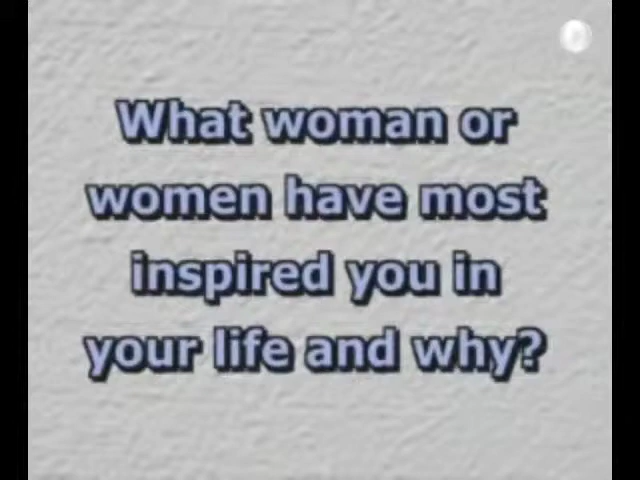 What woman or
women have most
inspired you in
your life and why?